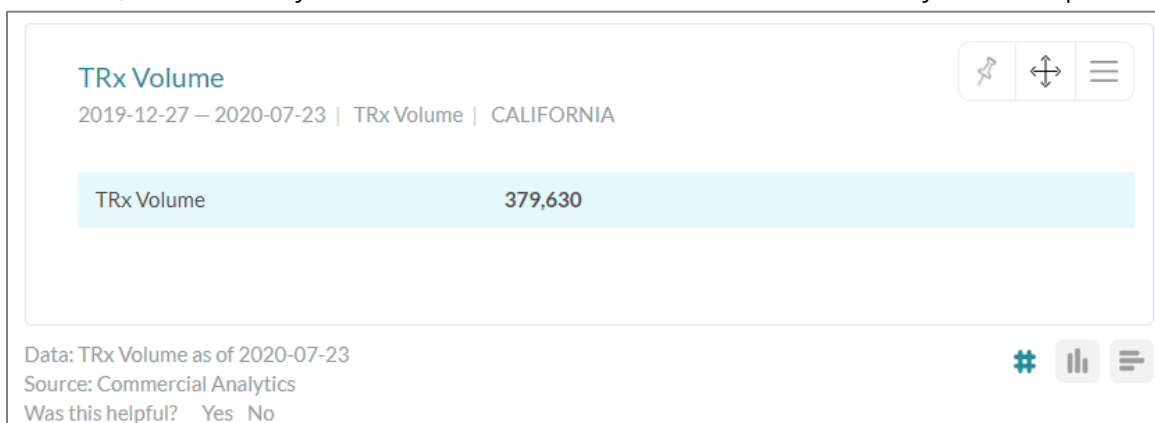 TRx Volume
2019-12-27 — 2020-07-23 | TRx Volume | CALIFORNIA
TRx Volume 379,630
Data: TRx Volume as of 2020-07-23
Source: Commercial Analytics
Was this helpful? Yes No